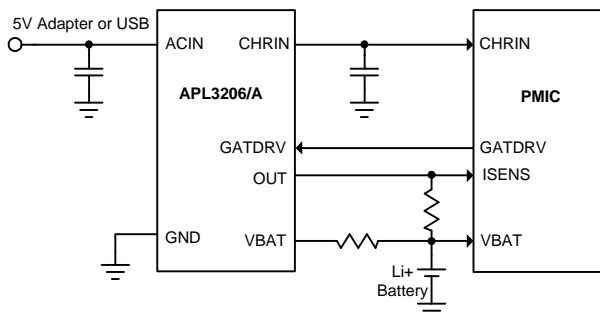 5V Adapter or USB
ACIN
CHRIN
CHRIN
APL3206/A
PMIC
GATDRV
GATDRV
OUT
ISENS
GND
VBAT
VBAT
Li+
Battery